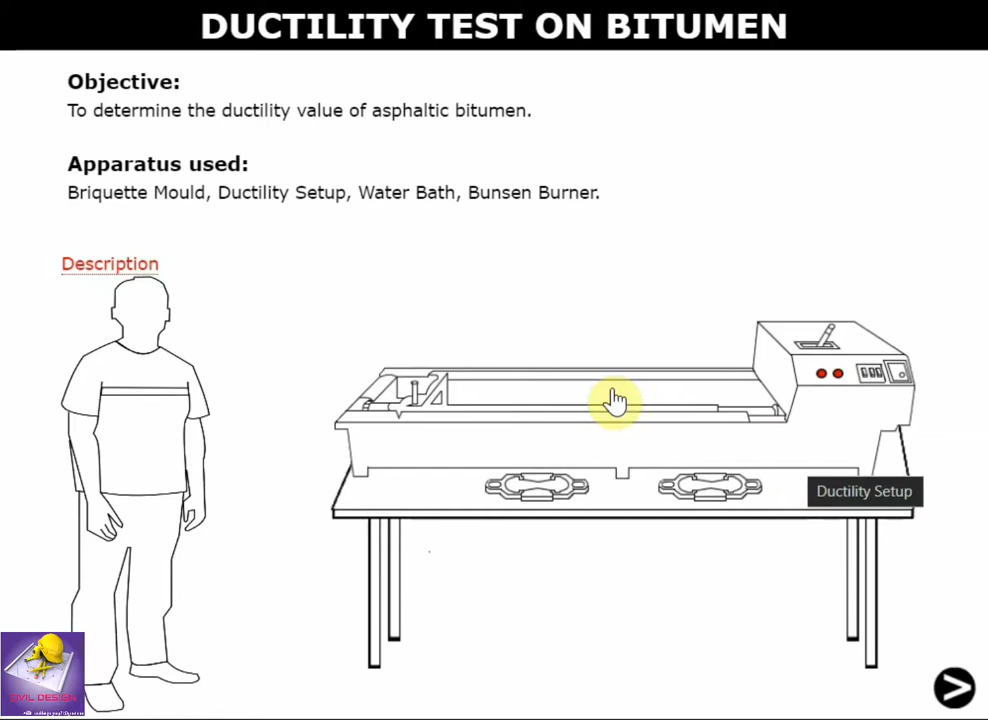 DUCTILITY TEST ON BITUMEN
Objective:
To determine the ductility value of asphaltic bitumen.
Apparatus used:
Briquette Mould, Ductility Setup, Water Bath, Bunsen Burner.
Description
Ductility Setup
CIVIL DESIGN